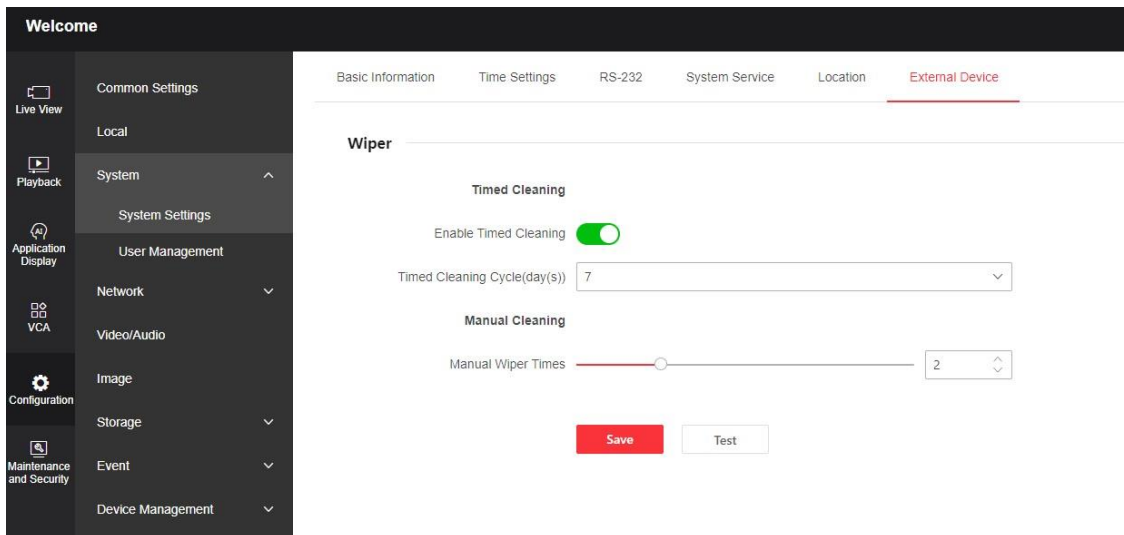 Welcome
Live View
Playback
AI
Application
Display
VCA
Configuration
Maintenance
and Security
Common Settings
Local
System
System Settings
User Management
Network
Video/Audio
Image
Storage
Event
Device Management
Basic Information Time Settings RS-232 System Service Location External Device
Wiper
Timed Cleaning
Enable Timed Cleaning
Timed Cleaning Cycle(day(s)) 7
Manual Cleaning
Manual Wiper Times 2
Save Test